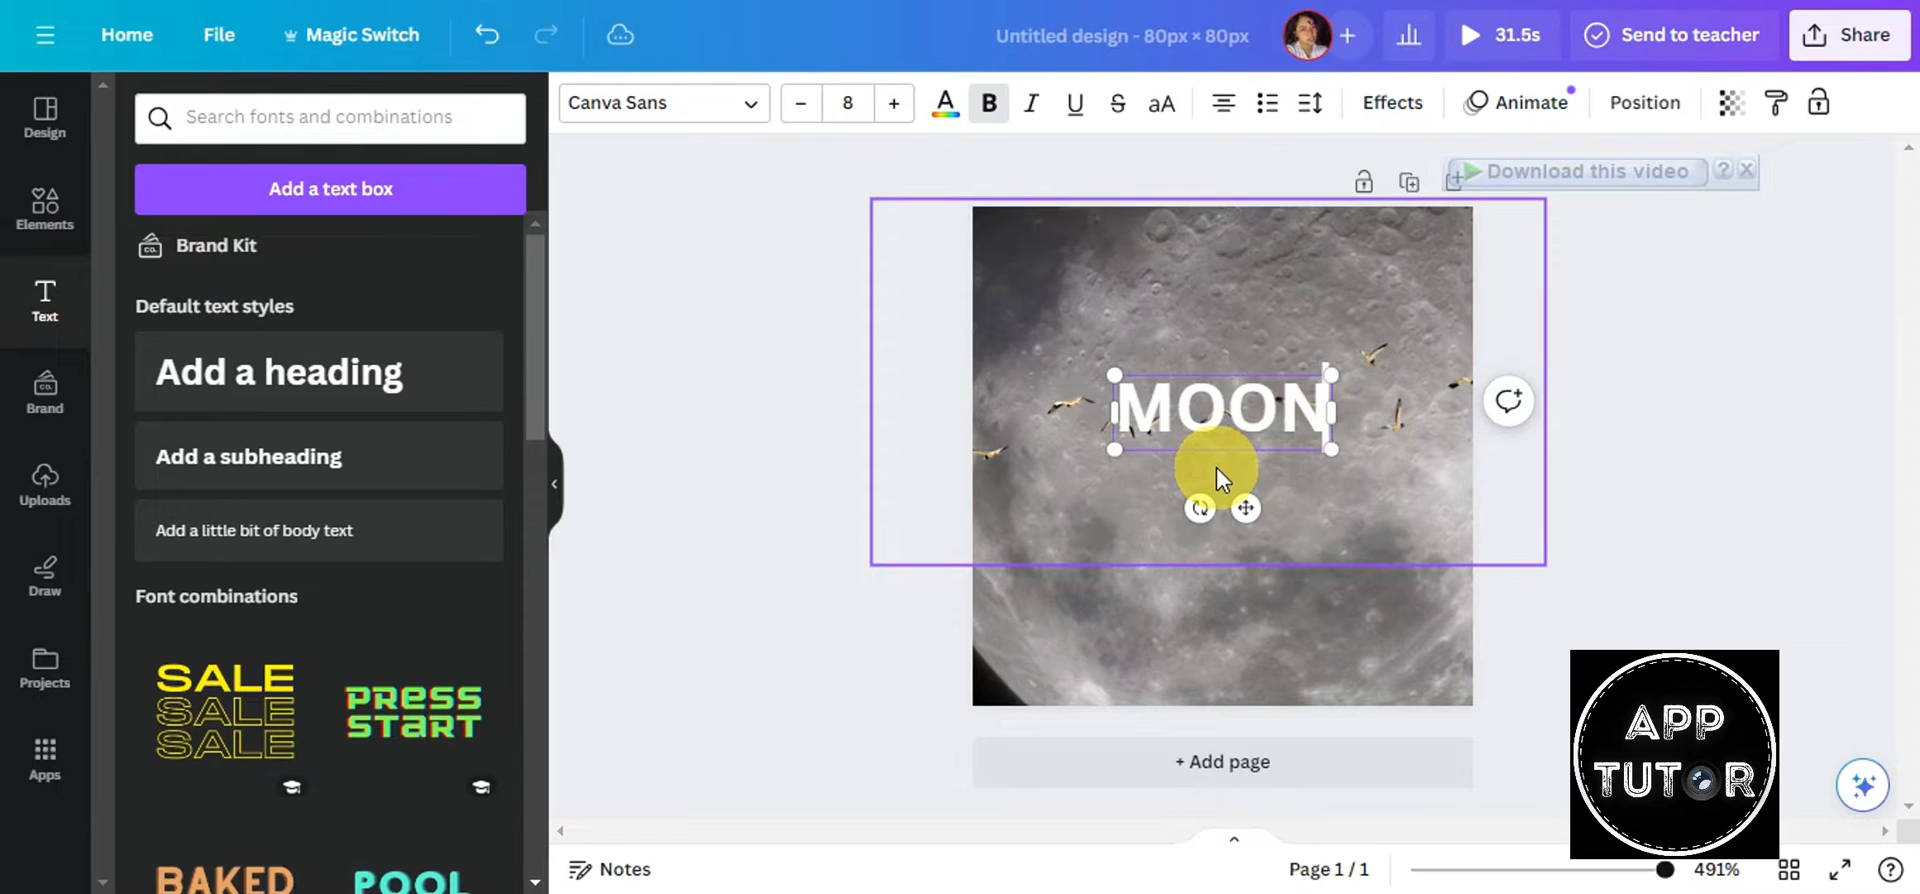 Home File Magic Switch Untitled design - 80px × 80px + 31.5s Send to teacher Share
Canva Sans – 8 + A B I U S aA Effects Animate Position
Download this video ? X
Design
Elements
Text
Brand
Uploads
Draw
Projects
Apps
Search fonts and combinations
Add a text box
CO. Brand Kit
Default text styles
Add a heading
Add a subheading
Add a little bit of body text
Font combinations
SALE
SALE
SALE
PRESS
START
BAKED
POOL
MOON
+ Add page
APP
TUTOR
Notes Page 1 / 1 491% ?